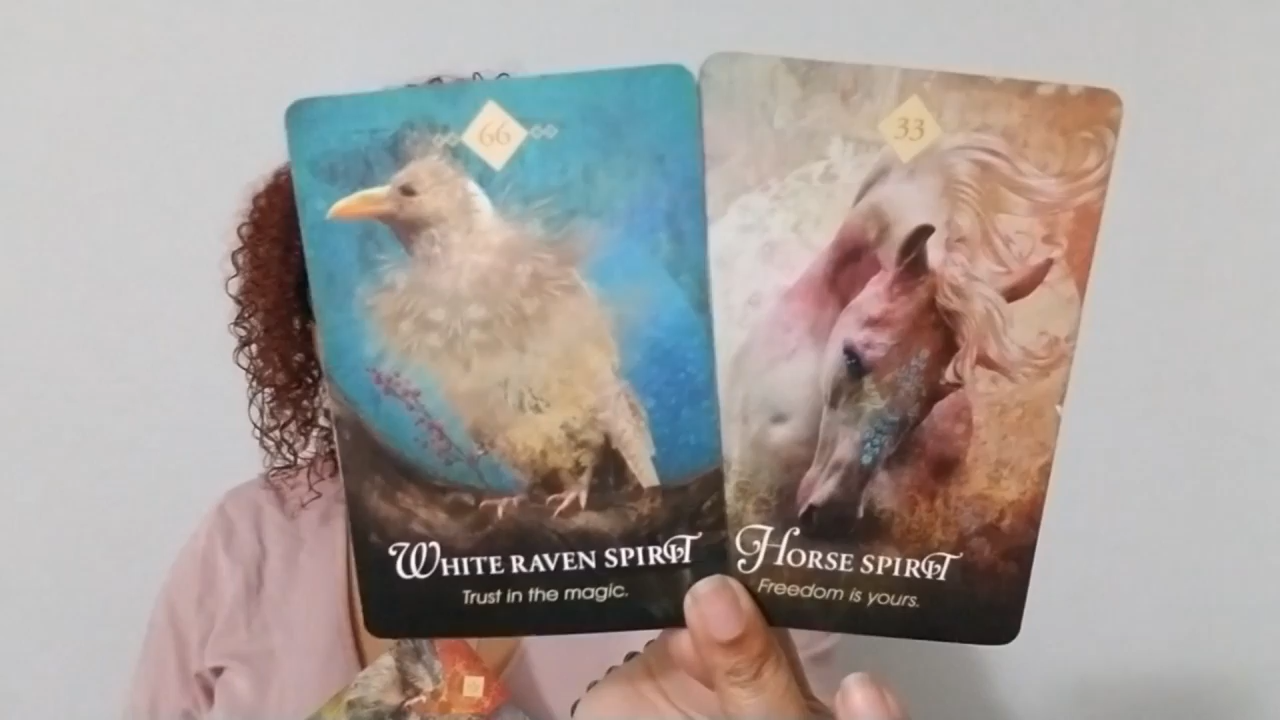 66
WHITE RAVEN SPIRIT
Trust in the magic.
33
HORSE SPIRIT
Freedom is yours.